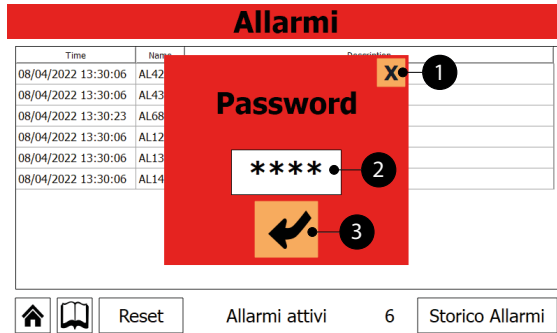 Allarmi
Time Name Description
08/04/2022 13:30:06 AL42
08/04/2022 13:30:06 AL43
08/04/2022 13:30:23 AL68
08/04/2022 13:30:06 AL12
08/04/2022 13:30:06 AL13
08/04/2022 13:30:06 AL14
X 1
Password
**** 2
3
Reset Allarmi attivi 6 Storico Allarmi